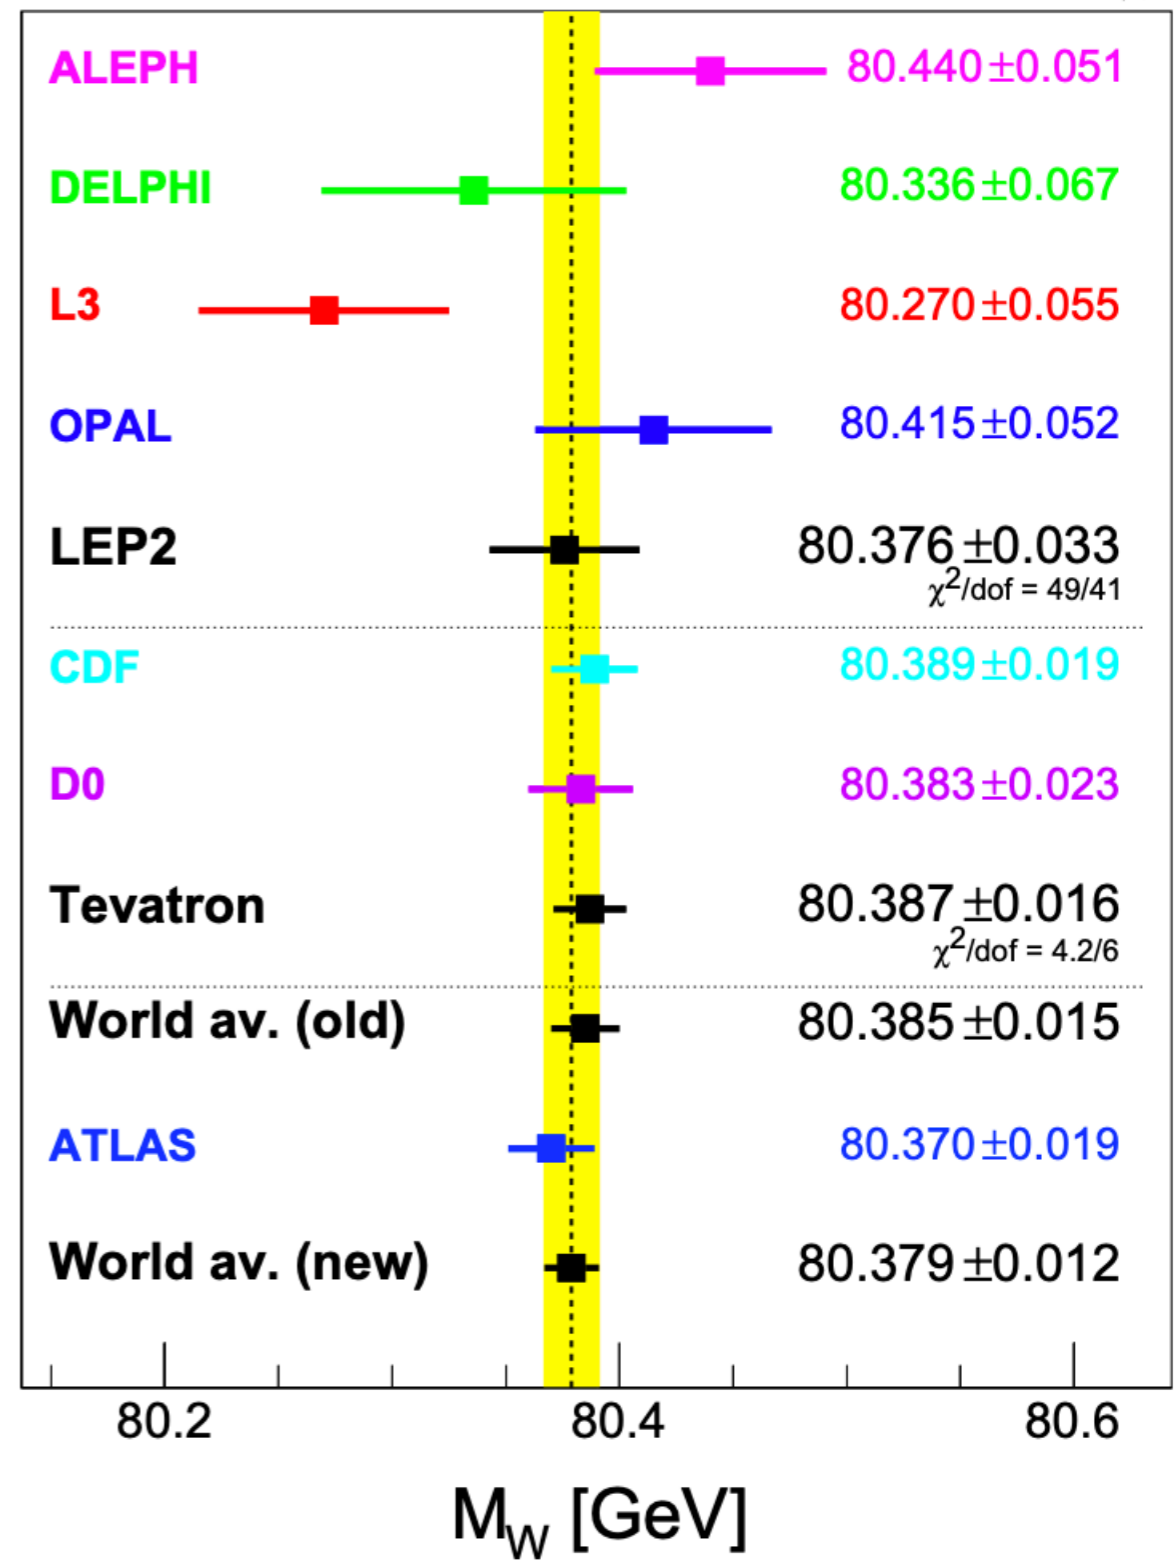 ALEPH 80.440±0.051
DELPHI 80.336±0.067
L3 80.270±0.055
OPAL 80.415±0.052
LEP2 80.376±0.033
χ²/dof = 49/41
CDF 80.389±0.019
D0 80.383±0.023
Tevatron 80.387±0.016
χ²/dof = 4.2/6
World av. (old) 80.385±0.015
ATLAS 80.370±0.019
World av. (new) 80.379±0.012
80.2 80.4 80.6
M_W [GeV]